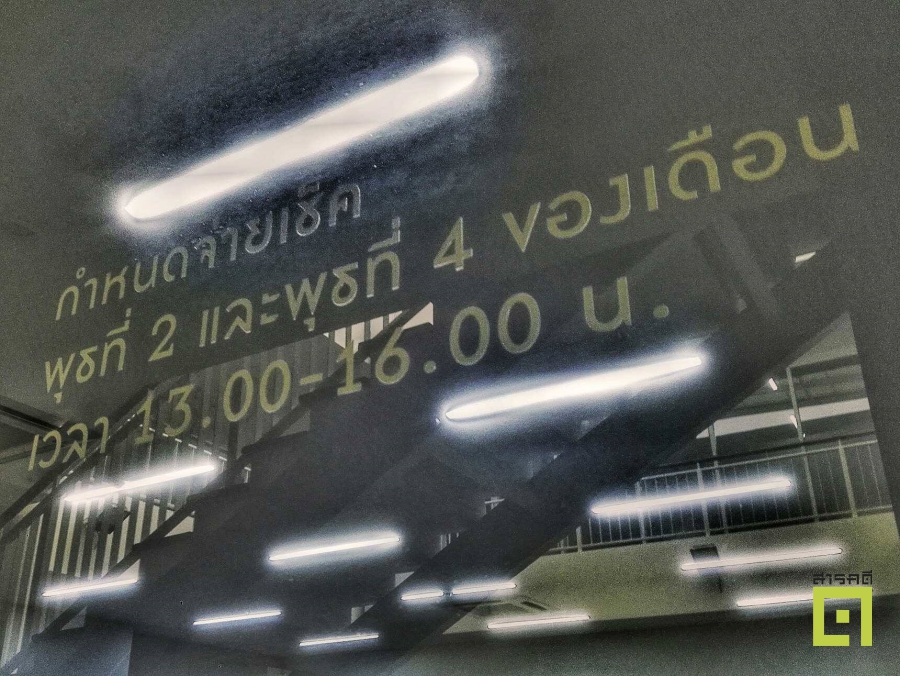 กำหนดจ่ายเช็ค
พุธที่ 2 และพุธที่ 4 ของเดือน
เวลา 13.00-16.00 น.
สารคดี